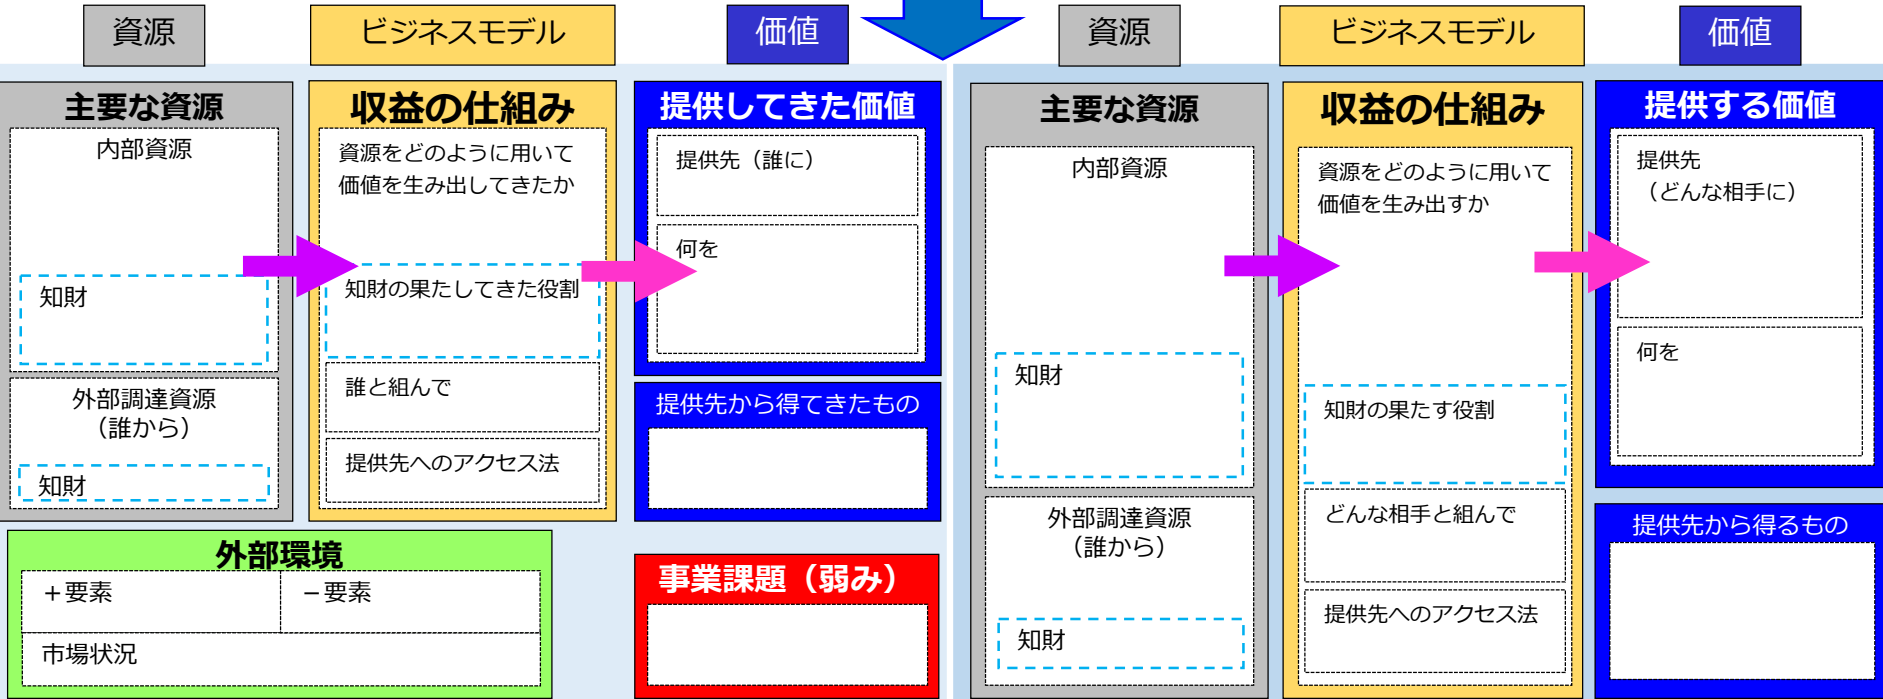 資源
ビジネスモデル
価値
主要な資源
内部資源
知財
外部調達資源
（誰から）
知財
収益の仕組み
資源をどのように用いて
価値を生み出してきたか
知財の果たしてきた役割
誰と組んで
提供先へのアクセス法
提供してきた価値
提供先（誰に）
何を
提供先から得てきたもの
外部環境
＋要素
－要素
市場状況
事業課題（弱み）
資源
ビジネスモデル
価値
主要な資源
内部資源
知財
外部調達資源
（誰から）
知財
収益の仕組み
資源をどのように用いて
価値を生み出すか
知財の果たす役割
どんな相手と組んで
提供先へのアクセス法
提供する価値
提供先
（どんな相手に）
何を
提供先から得るもの